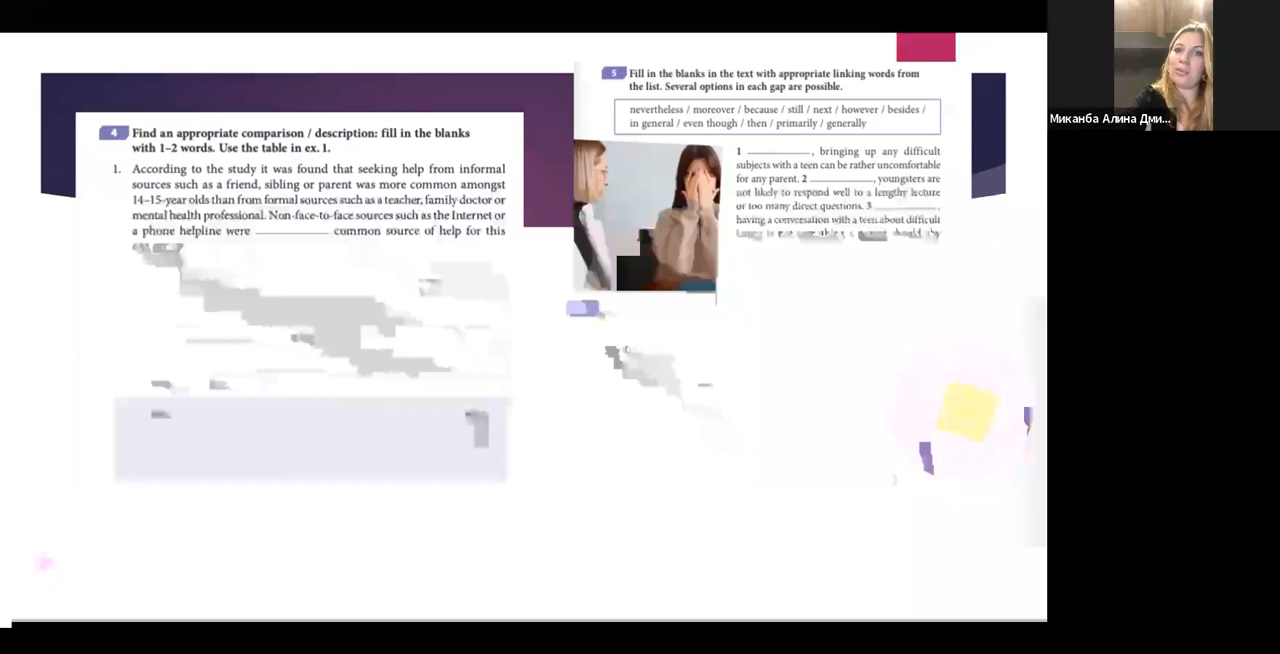 4 Find an appropriate comparison / description: fill in the blanks
with 1–2 words. Use the table in ex. 1.
1. According to the study it was found that seeking help from informal
sources such as a friend, sibling or parent was more common amongst
14–15-year olds than from formal sources such as a teacher, family doctor or
mental health professional. Non-face-to-face sources such as the Internet or
a phone helpline were ____________ common source of help for this
5 Fill in the blanks in the text with appropriate linking words from
the list. Several options in each gap are possible.
nevertheless / moreover / because / still / next / however / besides /
in general / even though / then / primarily / generally
1 ____________, bringing up any difficult
subjects with a teen can be rather uncomfortable
for any parent. 2 ____________, youngsters are
not likely to respond well to a lengthy lecture
or too many direct questions. 3 ____________,
having a conversation with a teen about difficult
Миканба Алина Дми...